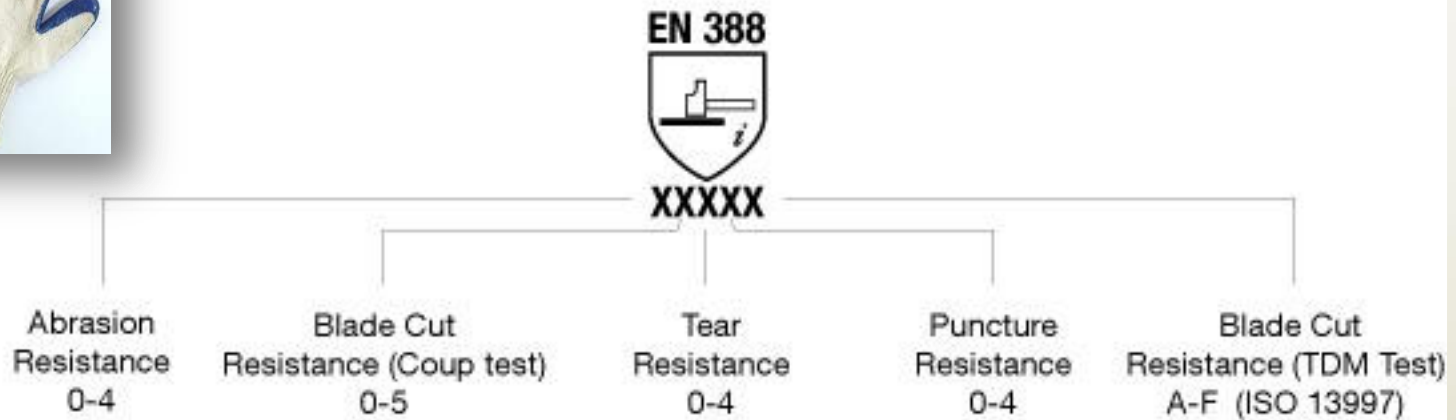 EN 388
i
XXXXX
Abrasion
Resistance
0-4
Blade Cut
Resistance (Coup test)
0-5
Tear
Resistance
0-4
Puncture
Resistance
0-4
Blade Cut
Resistance (TDM Test)
A-F (ISO 13997)